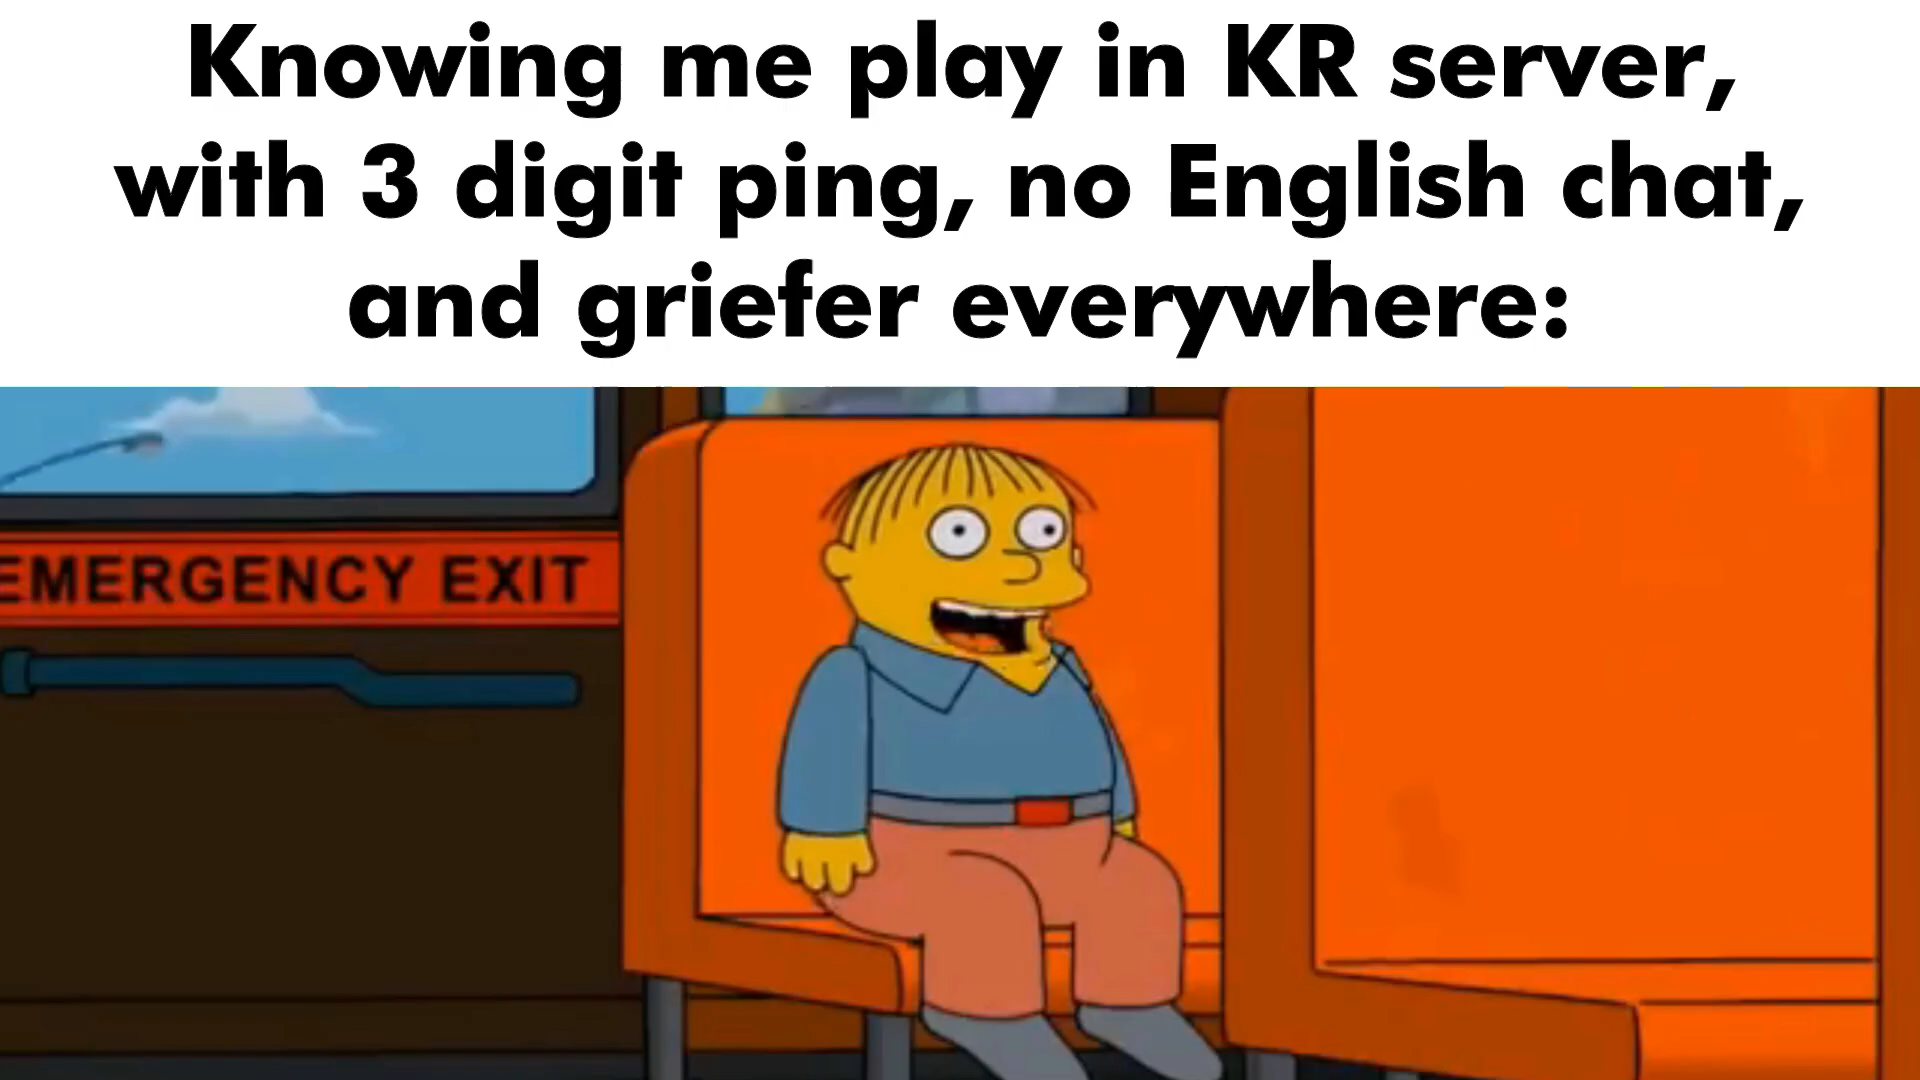 Knowing me play in KR server,
with 3 digit ping, no English chat,
and griefer everywhere:
EMERGENCY EXIT